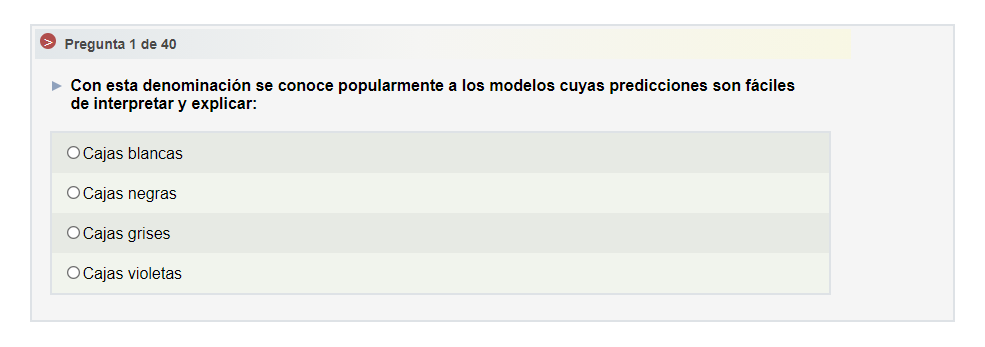 Pregunta 1 de 40
Con esta denominación se conoce popularmente a los modelos cuyas predicciones son fáciles
de interpretar y explicar:
Cajas blancas
Cajas negras
Cajas grises
Cajas violetas